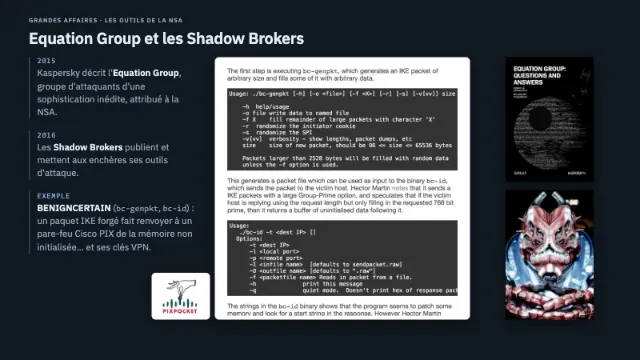 GRANDES AFFAIRES · LES OUTILS DE LA NSA
Equation Group et les Shadow Brokers
2015
Kaspersky décrit l'Equation Group,
groupe d'attaquants d'une
sophistication inédite, attribué à la
NSA.
2016
Les Shadow Brokers publient et
mettent aux enchères ses outils
d'attaque.
EXEMPLE
BENIGNCERTAIN (bc-genpkt, bc-id) :
un paquet IKE forgé fait renvoyer à un
pare-feu Cisco PIX de la mémoire non
initialisée… et ses clés VPN.
PIXPOCKET
The first step is executing bc-genpkt, which generates an IKE packet of
arbitrary size and fills some of it with arbitrary data.
Usage: ./bc-genpkt [-h] [-o <file>] [-f <X>] [-r] [-s] [-v[vv]] size
-h help/usage
-o file write data to named file
-f X fill remainder of large packets with character 'X'
-r randomize the initiator cookie
-s randomize the SPI
-v[vv] verbosity - show lengths, packet dumps, etc
size size of new packet, should be 96 <= size <= 65536 bytes
Packets larger than 2528 bytes will be filled with random data
unless the -f option is used.
This generates a packet file which can be used as input to the binary bc-id,
which sends the packet to the victim host. Hector Martin notes that it sends a
IKE packets with a large Group-Prime option, and speculates that if the victim
host is replying using the request length but only filling in the requested 768 bit
prime, then it returns a buffer of uninitialised data following it.
Usage:
./bc-id -t <dest IP> []
Options:
-t <dest IP>
-l <local port>
-p <remote port>
-I <infile name> [defaults to sendpacket.raw]
-O <outfile name> [defaults to ".raw"]
-f <packetfile name> Reads in packet from a file.
-h print this message
-q quiet mode. Doesn't print hex of response pack
The strings in the bc-id binary shows that the program seems to patch some
memory and look for a start string in the response. However Hector Martin
EQUATION GROUP:
QUESTIONS AND
ANSWERS